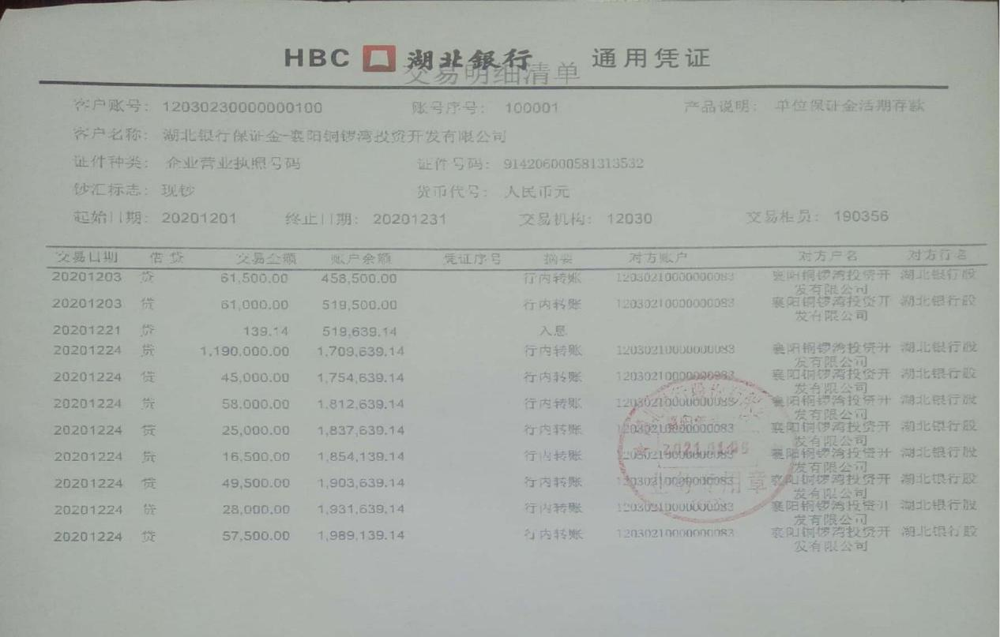 HBC 湖北銀行 通用凭证
交易明细清单
客户账号: 12030230000000100 账号序号: 100001 产品说明: 单位保证金活期存款
客户名称: 湖北银行保证金-襄阳铜锣湾投资开发有限公司
证件种类: 企业营业执照号码 证件号码: 914206000581313532
钞汇标志: 现钞 货币代号: 人民币元
起始日期: 20201201 终止日期: 20201231 交易机构: 12030 交易柜员: 190356
交易日期 借贷 交易金额 账户余额 凭证序号 摘要 对方账户 对方户名 对方行名
20201203 贷 61,500.00 458,500.00 行内转账 12030210000000083 襄阳铜锣湾投资开 湖北银行股
发有限公司
20201203 贷 61,000.00 519,500.00 行内转账 12030210000000083 襄阳铜锣湾投资开 湖北银行股
发有限公司
20201221 贷 139.14 519,639.14 入息
20201224 贷 1,190,000.00 1,709,639.14 行内转账 12030210000000083 襄阳铜锣湾投资开 湖北银行股
发有限公司
20201224 贷 45,000.00 1,754,639.14 行内转账 12030210000000083 襄阳铜锣湾投资开 湖北银行股
发有限公司
20201224 贷 58,000.00 1,812,639.14 行内转账 12030210000000083 襄阳铜锣湾投资开 湖北银行股
发有限公司
20201224 贷 25,000.00 1,837,639.14 行内转账 12030210000000083 襄阳铜锣湾投资开 湖北银行股
发有限公司
20201224 贷 16,500.00 1,854,139.14 行内转账 12030210000000083 襄阳铜锣湾投资开 湖北银行股
发有限公司
20201224 贷 49,500.00 1,903,639.14 行内转账 12030210000000083 襄阳铜锣湾投资开 湖北银行股
发有限公司
20201224 贷 28,000.00 1,931,639.14 行内转账 12030210000000083 襄阳铜锣湾投资开 湖北银行股
发有限公司
20201224 贷 57,500.00 1,989,139.14 行内转账 12030210000000083 襄阳铜锣湾投资开 湖北银行股
发有限公司
业务专用章